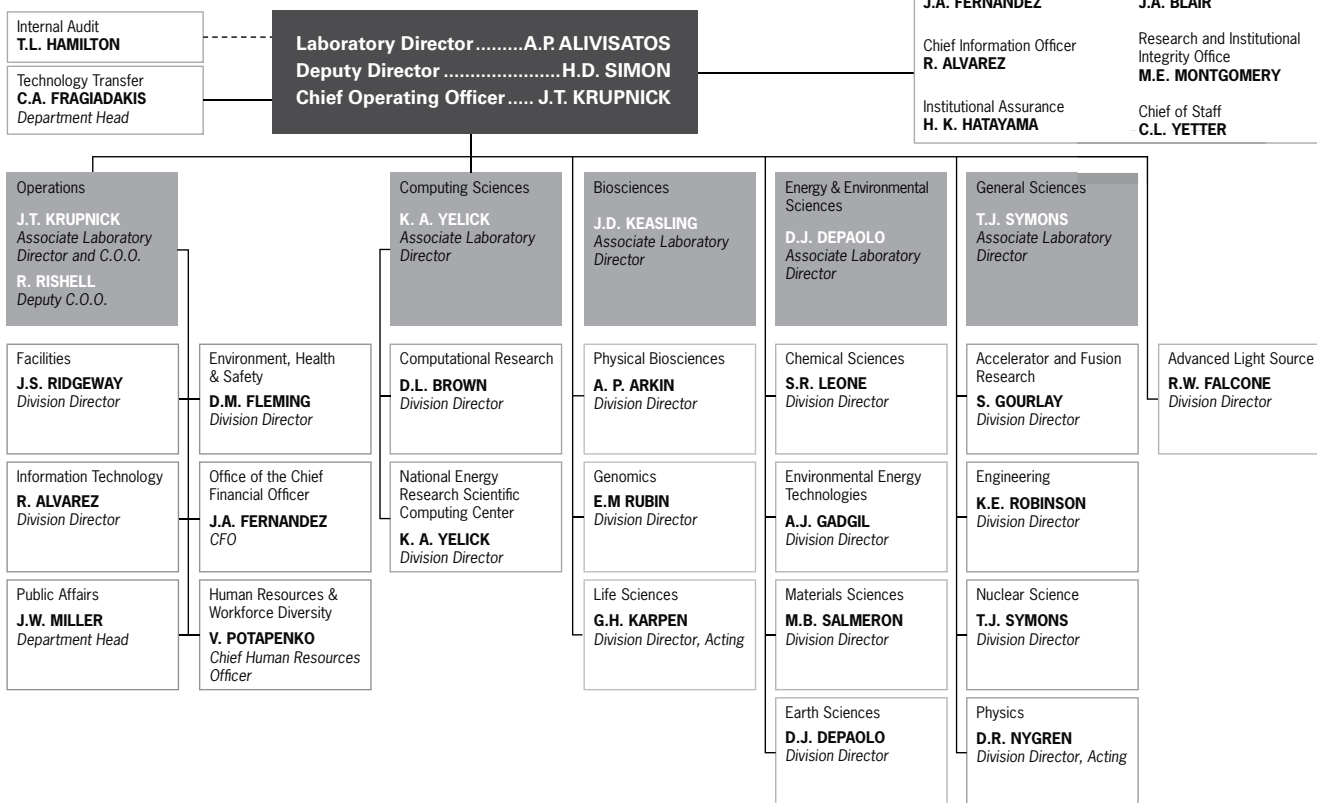 J.A. FERNANDEZ
J.A. BLAIR
Internal Audit
T.L. HAMILTON
Technology Transfer
C.A. FRAGIADAKIS
Department Head
Laboratory Director.........A.P. ALIVISATOS
Deputy Director ......................H.D. SIMON
Chief Operating Officer..... J.T. KRUPNICK
Chief Information Officer
R. ALVAREZ
Research and Institutional
Integrity Office
M.E. MONTGOMERY
Institutional Assurance
H. K. HATAYAMA
Chief of Staff
C.L. YETTER
Operations
J.T. KRUPNICK
Associate Laboratory
Director and C.O.O.
R. RISHELL
Deputy C.O.O.
Computing Sciences
K. A. YELICK
Associate Laboratory
Director
Biosciences
J.D. KEASLING
Associate Laboratory
Director
Energy & Environmental
Sciences
D.J. DEPAOLO
Associate Laboratory
Director
General Sciences
T.J. SYMONS
Associate Laboratory
Director
Facilities
J.S. RIDGEWAY
Division Director
Environment, Health
& Safety
D.M. FLEMING
Division Director
Computational Research
D.L. BROWN
Division Director
Physical Biosciences
A. P. ARKIN
Division Director
Chemical Sciences
S.R. LEONE
Division Director
Accelerator and Fusion
Research
S. GOURLAY
Division Director
Advanced Light Source
R.W. FALCONE
Division Director
Information Technology
R. ALVAREZ
Division Director
Office of the Chief
Financial Officer
J.A. FERNANDEZ
CFO
National Energy
Research Scientific
Computing Center
K. A. YELICK
Division Director
Genomics
E.M RUBIN
Division Director
Environmental Energy
Technologies
A.J. GADGIL
Division Director
Engineering
K.E. ROBINSON
Division Director
Public Affairs
J.W. MILLER
Department Head
Human Resources &
Workforce Diversity
V. POTAPENKO
Chief Human Resources
Officer
Life Sciences
G.H. KARPEN
Division Director, Acting
Materials Sciences
M.B. SALMERON
Division Director
Nuclear Science
T.J. SYMONS
Division Director
Earth Sciences
D.J. DEPAOLO
Division Director
Physics
D.R. NYGREN
Division Director, Acting